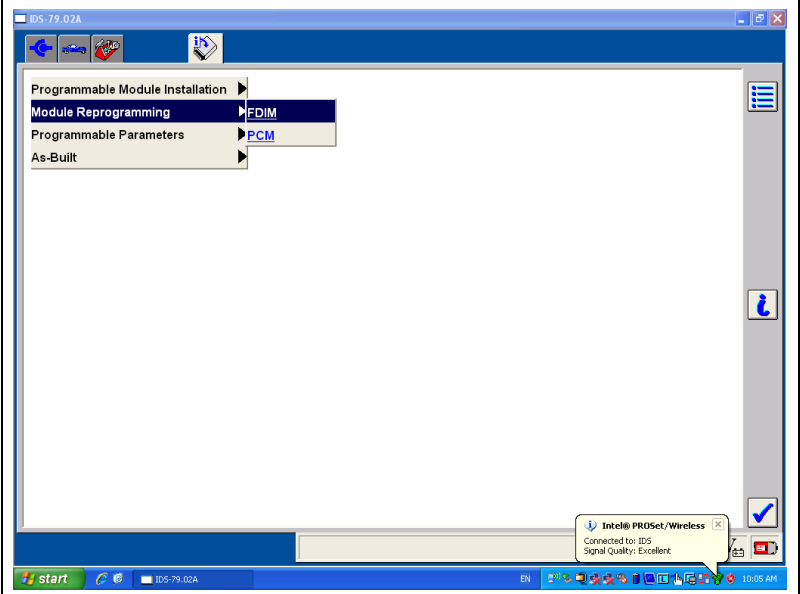 IDS-79.02A
Programmable Module Installation
Module Reprogramming
FDIM
Programmable Parameters
PCM
As-Built
Intel® PROSet/Wireless
Connected to: IDS
Signal Quality: Excellent
start
IDS-79.02A
EN
10:05 AM